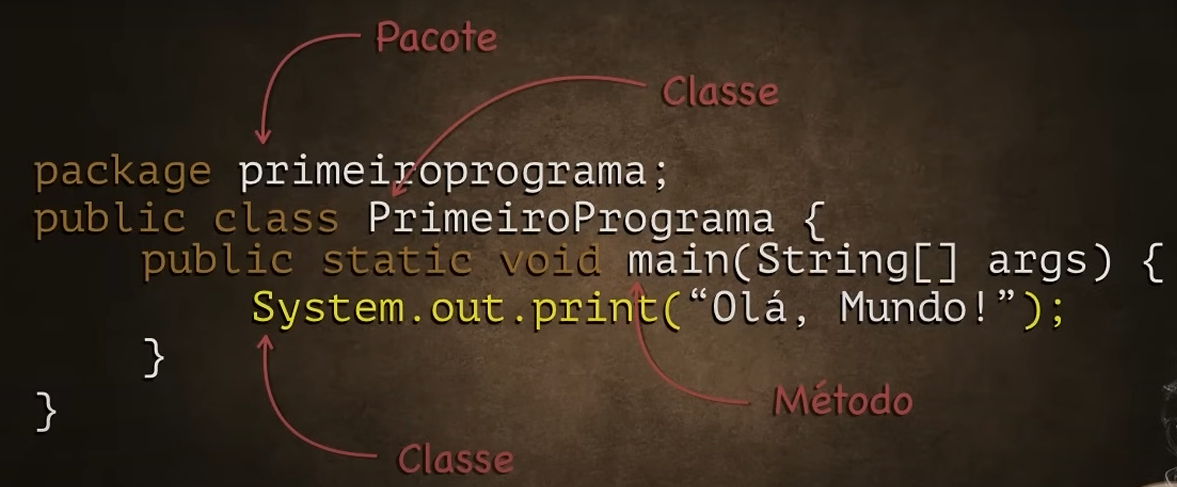 Pacote
Classe
package primeiroprograma;
public class PrimeiroPrograma {
public static void main(String[] args) {
System.out.print(“Olá, Mundo!”);
}
Método
}
Classe